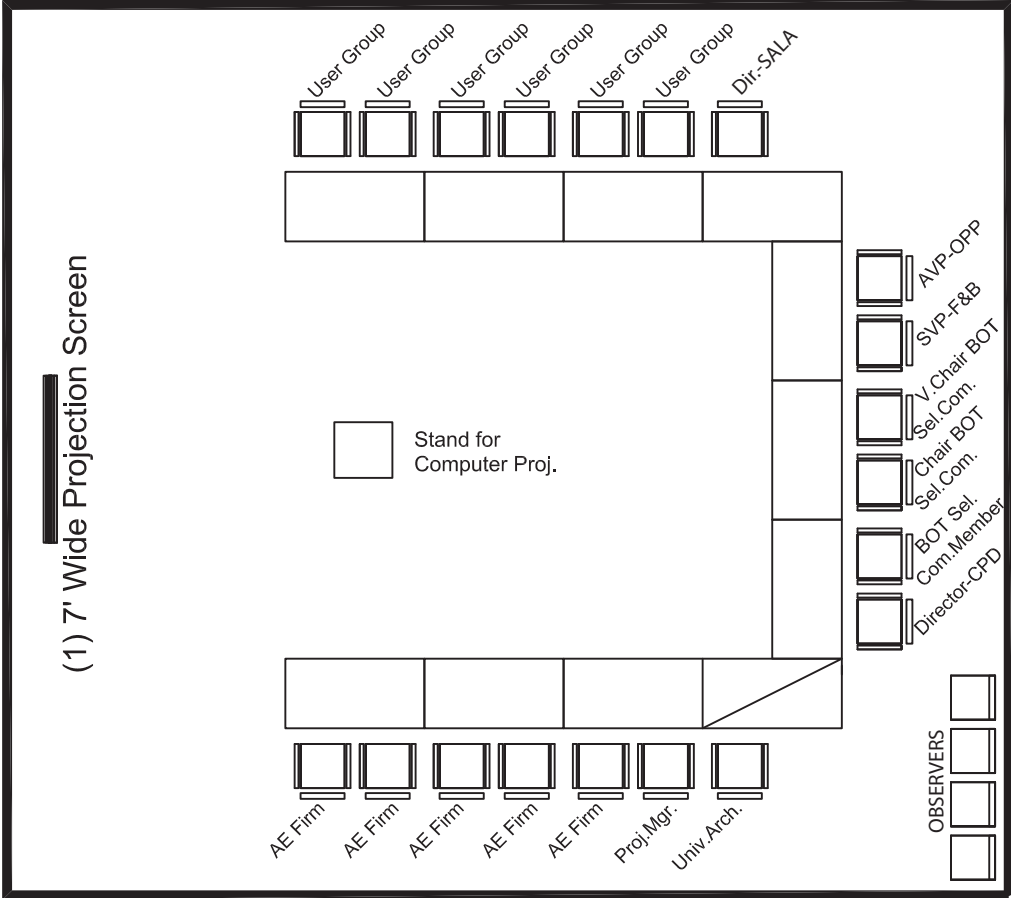 User Group
User Group
User Group
User Group
User Group
User Group
Dir.-SALA
(1) 7' Wide Projection Screen
Stand for
Computer Proj.
AVP-OPP
SVP-F&B
V.Chair BOT
Sel.Com.
Chair BOT
Sel.Com.
BOT Sel.
Com.Member
Director-CPD
AE Firm
AE Firm
AE Firm
AE Firm
AE Firm
Proj.Mgr.
Univ.Arch.
OBSERVERS